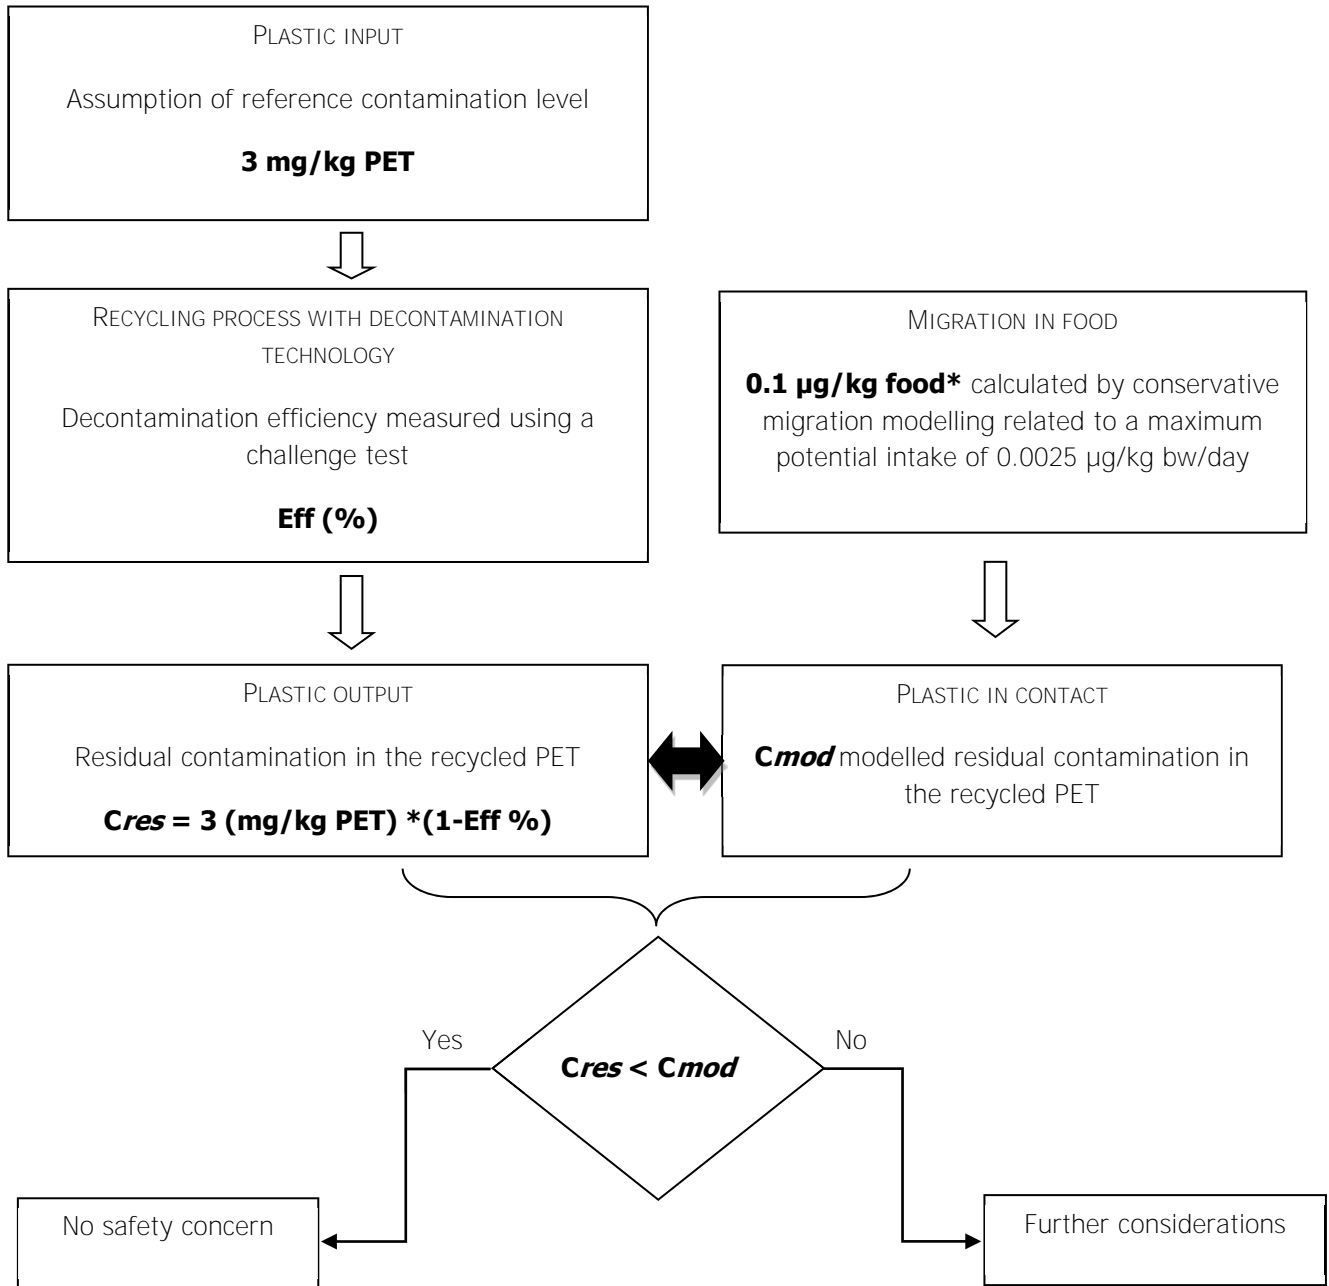 PLASTIC INPUT
Assumption of reference contamination level
3 mg/kg PET
RECYCLING PROCESS WITH DECONTAMINATION
TECHNOLOGY
Decontamination efficiency measured using a
challenge test
Eff (%)
MIGRATION IN FOOD
0.1 µg/kg food* calculated by conservative
migration modelling related to a maximum
potential intake of 0.0025 µg/kg bw/day
PLASTIC OUTPUT
Residual contamination in the recycled PET
Cres = 3 (mg/kg PET) *(1-Eff %)
PLASTIC IN CONTACT
Cmod modelled residual contamination in
the recycled PET
Yes
No
Cres < Cmod
No safety concern
Further considerations